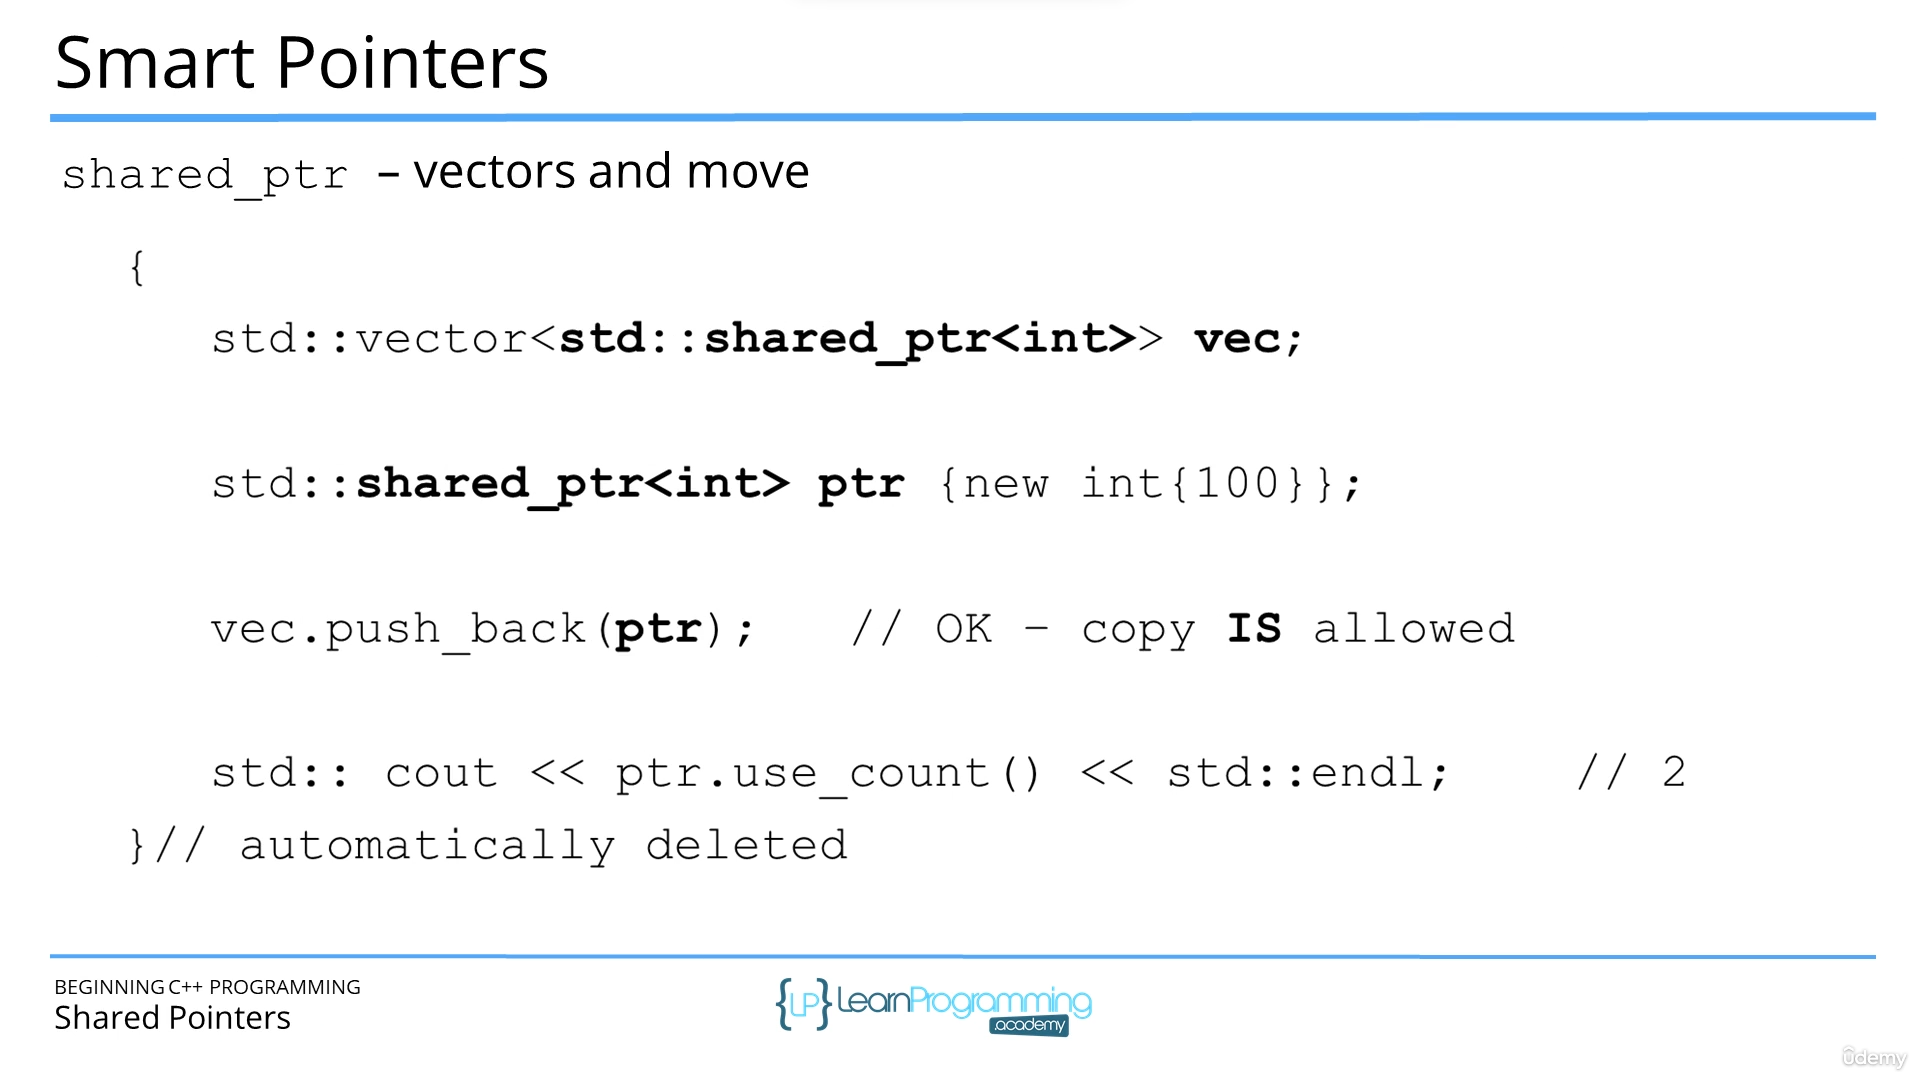 Smart Pointers
shared_ptr – vectors and move
{
std::vector<std::shared_ptr<int>> vec;
std::shared_ptr<int> ptr {new int{100}};
vec.push_back(ptr);   // OK – copy IS allowed
std:: cout << ptr.use_count() << std::endl;    // 2
}// automatically deleted
BEGINNING C++ PROGRAMMING
Shared Pointers
{LP} LearnProgramming
.academy
ûdemy